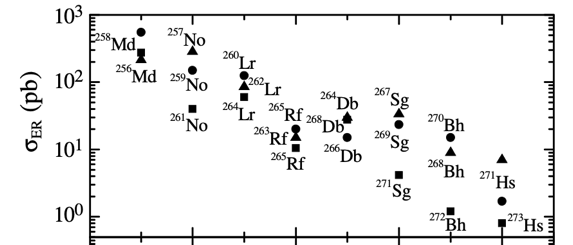 σ_ER (pb)
10³
10²
10¹
10⁰
²⁵⁸Md
²⁵⁶Md
²⁵⁷No
²⁵⁹No
²⁶¹No
²⁶⁰Lr
²⁶²Lr
²⁶⁴Lr
²⁶⁵Rf
²⁶³Rf
²⁶⁵Rf
²⁶⁴Db
²⁶⁸Db
²⁶⁶Db
²⁶⁷Sg
²⁶⁹Sg
²⁷¹Sg
²⁷⁰Bh
²⁶⁸Bh
²⁷²Bh
²⁷¹Hs
²⁷³Hs